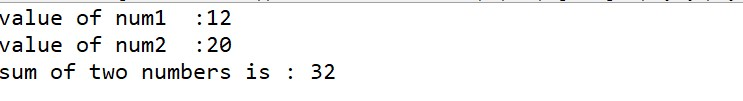 value of num1  :12
value of num2  :20
sum of two numbers is : 32